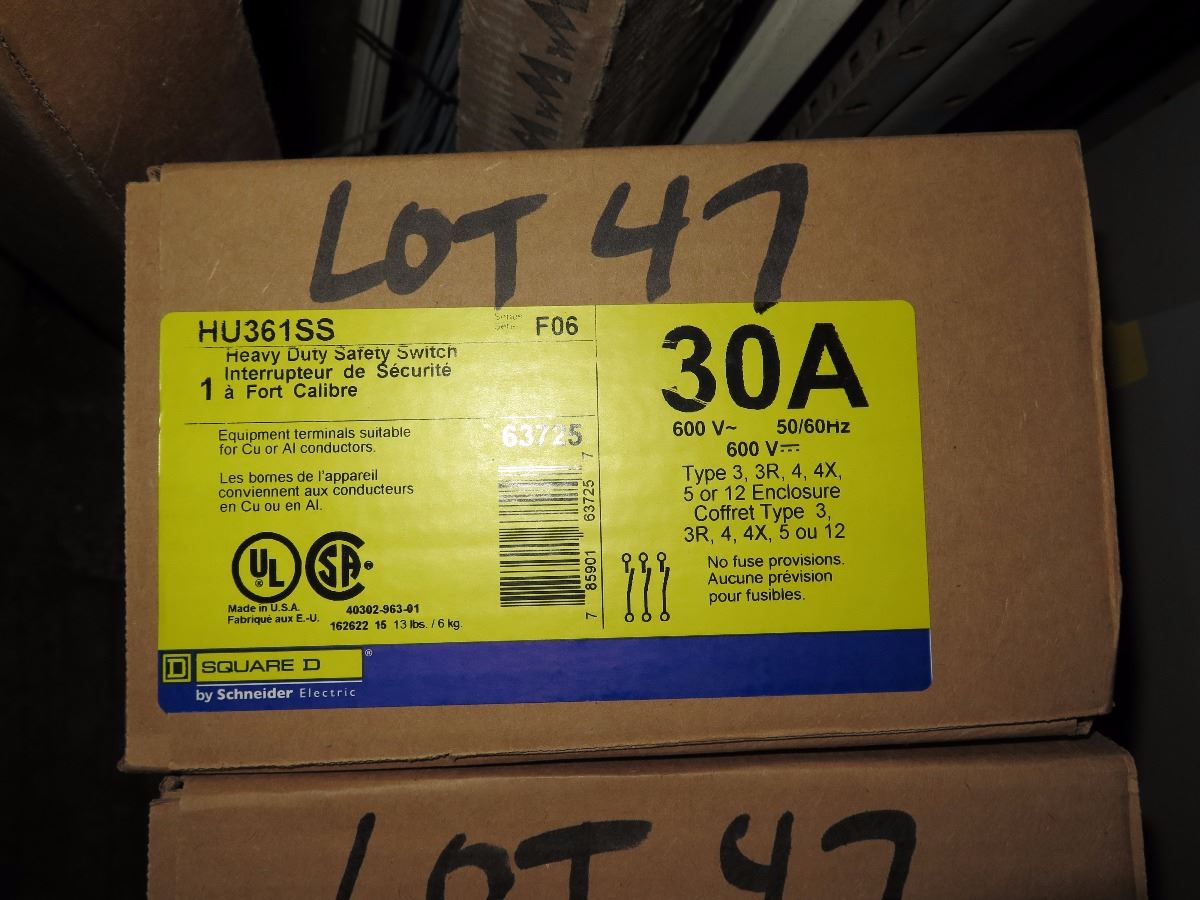 LOT 47
HU361SS
Série F06
Heavy Duty Safety Switch
Interrupteur de Sécurité
1 à Fort Calibre
Equipment terminals suitable
for Cu or Al conductors.
Les bornes de l'appareil
conviennent aux conducteurs
en Cu ou en Al.
63725
7 85901 63725 7
UL ®
SA ®
Made in U.S.A.
Fabriqué aux E.-U.
40302-963-01
162622 15 13 lbs. / 6 kg.
30A
600 V~ 50/60Hz
600 V⎓
Type 3, 3R, 4, 4X,
5 or 12 Enclosure
Coffret Type 3,
3R, 4, 4X, 5 ou 12
No fuse provisions.
Aucune prévision
pour fusibles.
D SQUARE D ®
by Schneider Electric
LOT 47